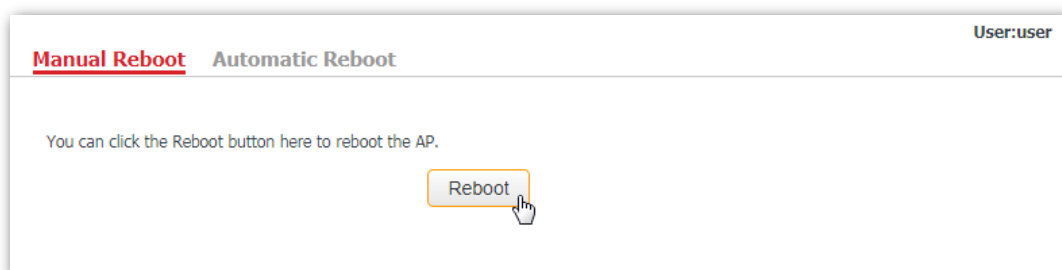 User:user
Manual Reboot Automatic Reboot
You can click the Reboot button here to reboot the AP.
Reboot